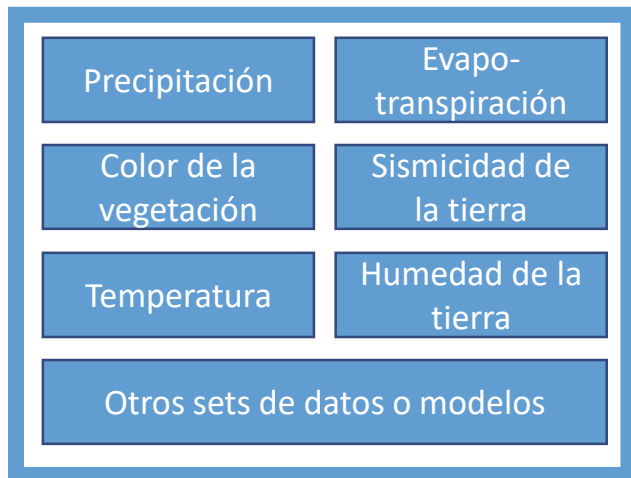 Precipitación
Evapo-
transpiración
Color de la
vegetación
Sismicidad de
la tierra
Temperatura
Humedad de la
tierra
Otros sets de datos o modelos